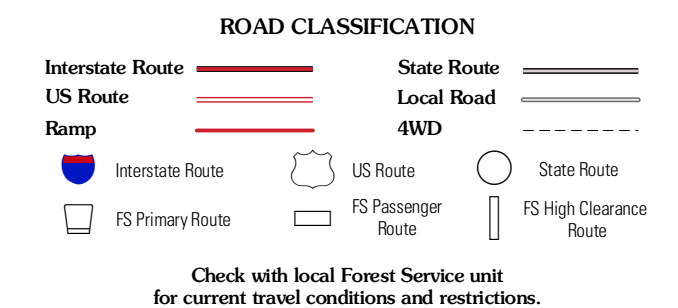 ROAD CLASSIFICATION
Interstate Route
State Route
US Route
Local Road
Ramp
4WD
Interstate Route
US Route
State Route
FS Primary Route
FS Passenger
Route
FS High Clearance
Route
Check with local Forest Service unit
for current travel conditions and restrictions.